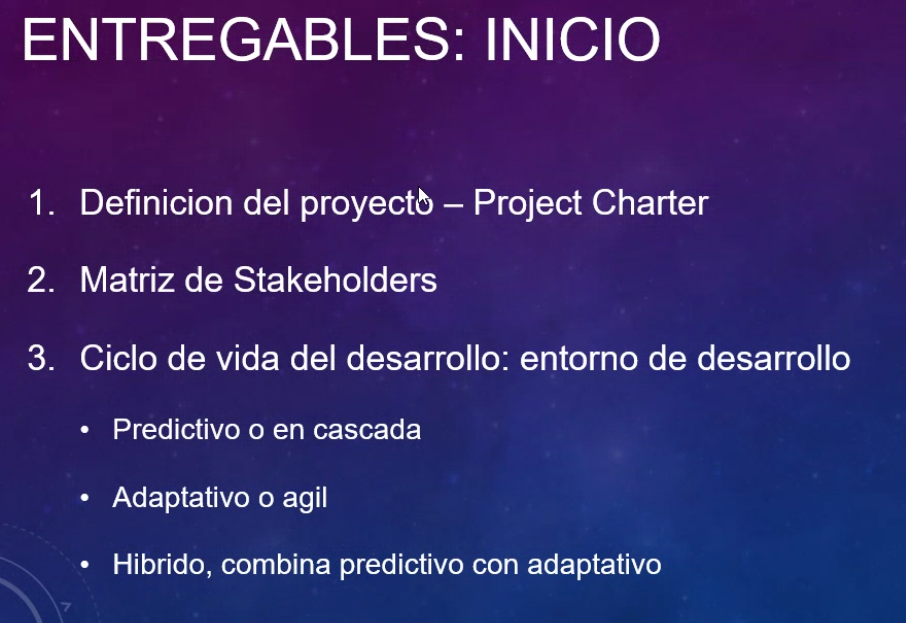 ENTREGABLES: INICIO
1. Definicion del proyecto – Project Charter
2. Matriz de Stakeholders
3. Ciclo de vida del desarrollo: entorno de desarrollo
• Predictivo o en cascada
• Adaptativo o agil
• Hibrido, combina predictivo con adaptativo